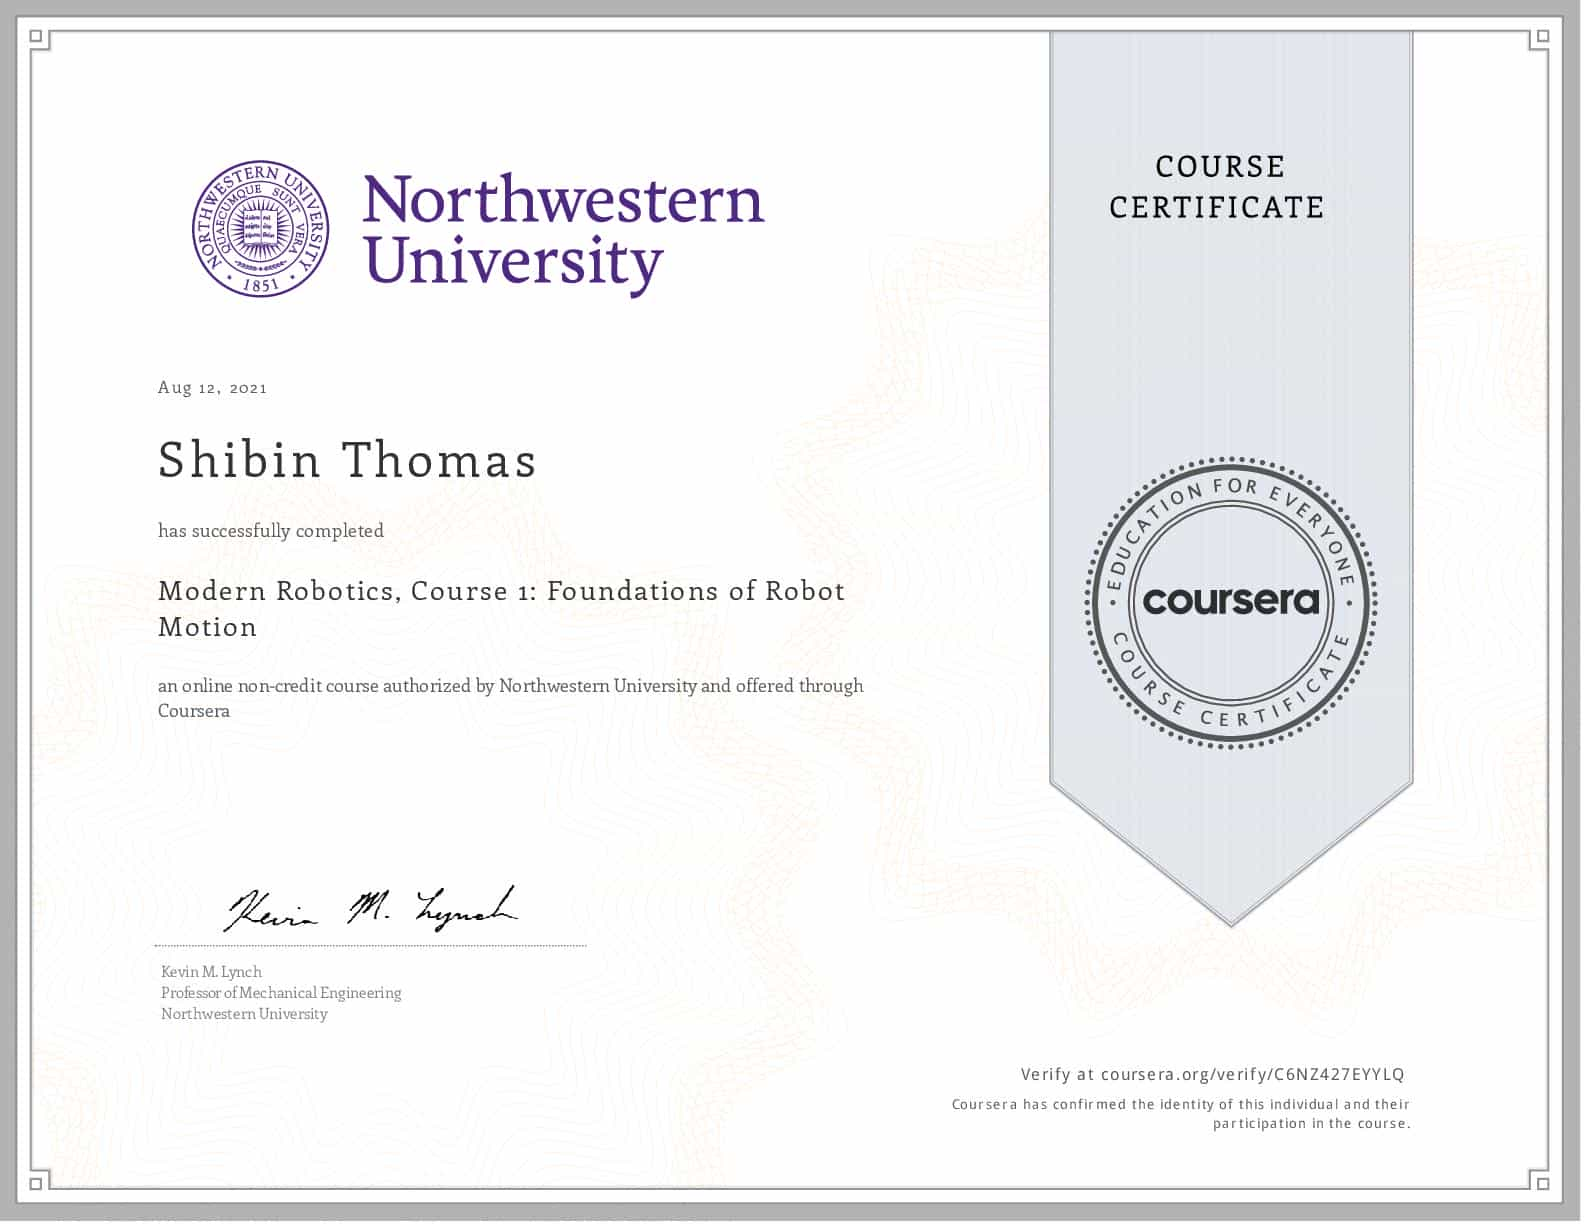 NORTHWESTERN UNIVERSITY
QUAECUMQUE SUNT VERA
1851
Northwestern
University
COURSE
CERTIFICATE
Aug 12, 2021
Shibin Thomas
has successfully completed
Modern Robotics, Course 1: Foundations of Robot
Motion
an online non-credit course authorized by Northwestern University and offered through
Coursera
EDUCATION FOR EVERYONE
coursera
COURSE CERTIFICATE
Kevin M. Lynch
Kevin M. Lynch
Professor of Mechanical Engineering
Northwestern University
Verify at coursera.org/verify/C6NZ427EYYLQ
Coursera has confirmed the identity of this individual and their
participation in the course.